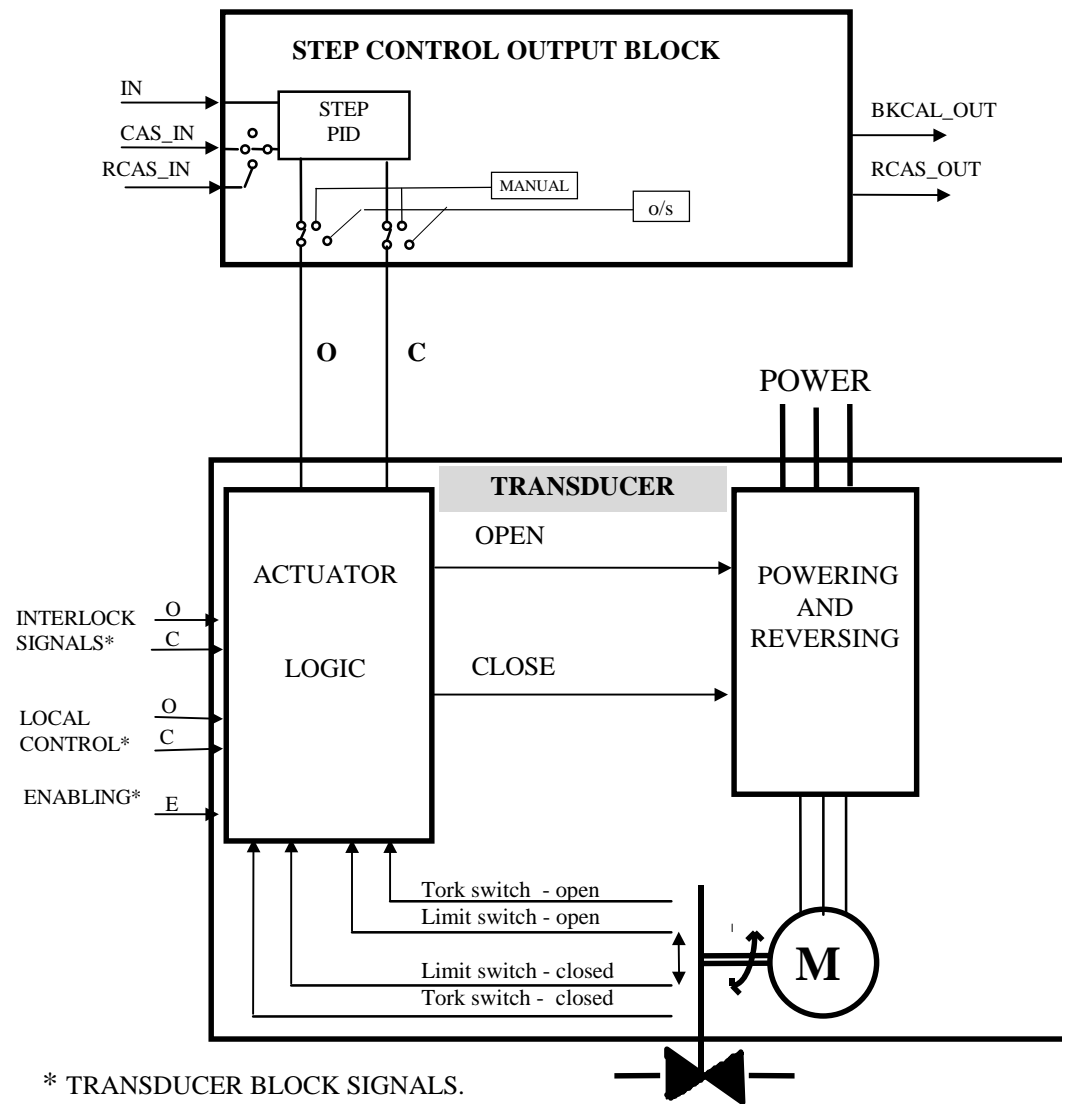 STEP CONTROL OUTPUT BLOCK
IN
CAS_IN
RCAS_IN
STEP
PID
MANUAL
o/s
BKCAL_OUT
RCAS_OUT
O
C
POWER
TRANSDUCER
OPEN
CLOSE
ACTUATOR
LOGIC
POWERING
AND
REVERSING
INTERLOCK
SIGNALS*
O
C
LOCAL
CONTROL*
O
C
ENABLING*
E
Tork switch - open
Limit switch - open
Limit switch - closed
Tork switch - closed
M
* TRANSDUCER BLOCK SIGNALS.